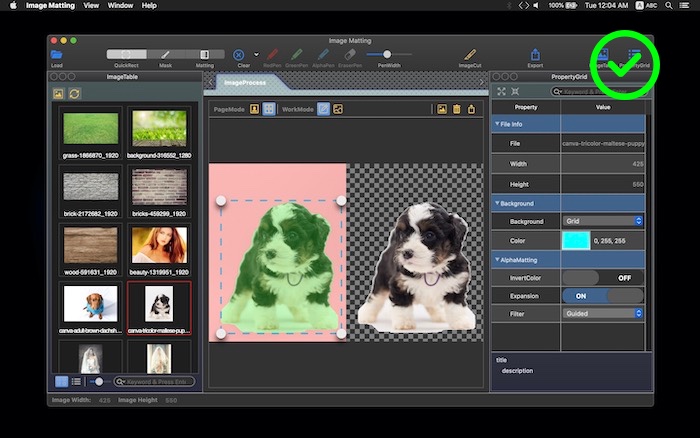 Image Matting View Window Help
100% Tue 12:04 AM A ABC
Image Matting
Load QuickRect Mask Matting Clear RedPen GreenPen AlphaPen EraserPen PenWidth ImageCut Export PropertyGrid
ImageTable
ImageProcess
PropertyGrid
PageMode WorkMode
Property Value
File Info
File canva-tricolor-maltese-puppy
Width 425
Height 550
Background
Background Grid
Color 0, 255, 255
AlphaMatting
InvertColor OFF
Expansion ON
Filter Guided
title
description
grass-1866870_1920 background-316552_1280
brick-2172682_1920 bricks-459299_1920
wood-591631_1920 beauty-1319951_1920
canva-adult-brown-dachsh... canva-tricolor-maltese-pup...
Keyword & Press Ente
Image Width: 425 Image Height 550